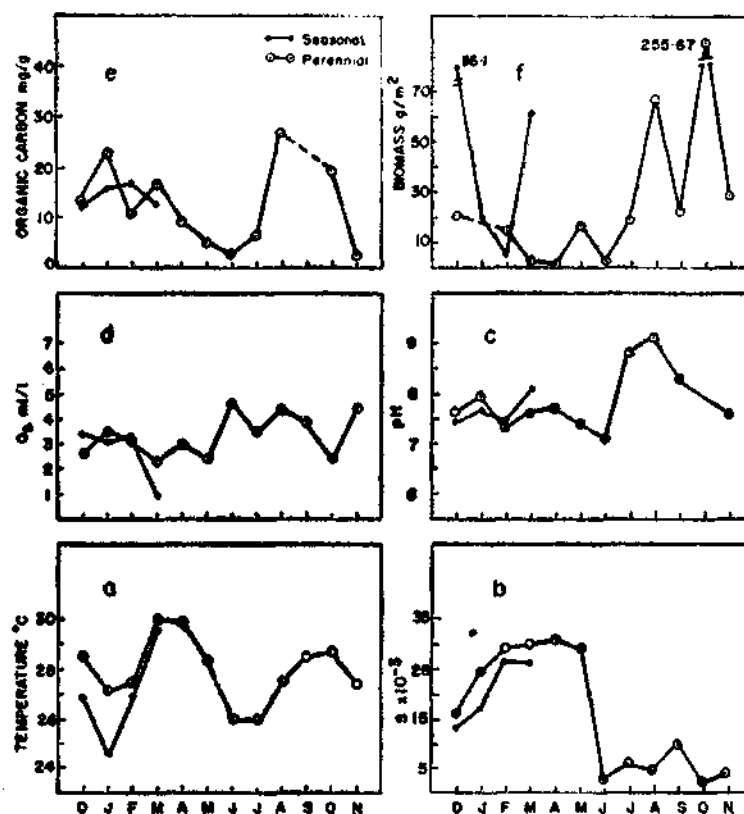 e
Seasonal
Perennial
ORGANIC CARBON mg/g
40
30
20
10
0
f
116·1
255·67
BIOMASS g/m²
70
50
30
10
d
O₂ ml/l
7
6
5
4
3
2
1
c
PH
9
8
7
6
a
TEMPERATURE °C
30
28
26
24
D J F M A M J J A S O N
b
S ×10⁻³
35
25
15
5
D J F M A M J J A S O N